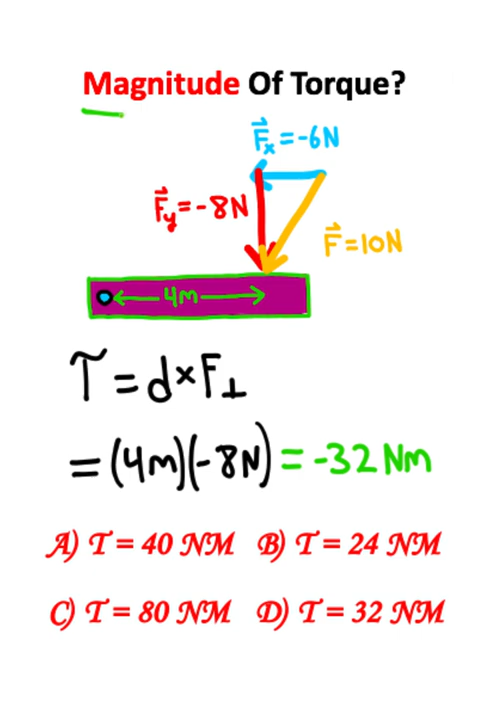 Magnitude Of Torque?
F⃗x = -6N
F⃗y = -8N
F⃗ = 10N
4m
τ = d × F⊥
= (4m)(-8N) = -32 Nm
A) T = 40 NM B) T = 24 NM
C) T = 80 NM D) T = 32 NM